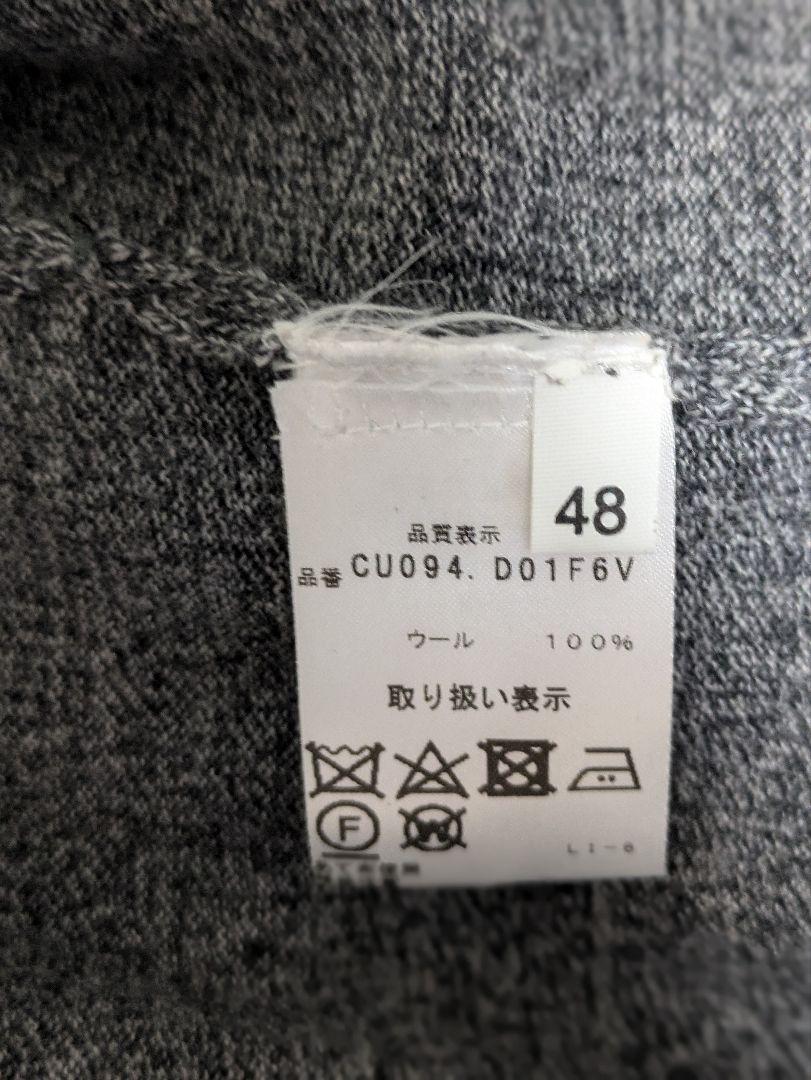 48
品質表示
品番 CU094. D01F6V
ウール 100%
取り扱い表示
F W